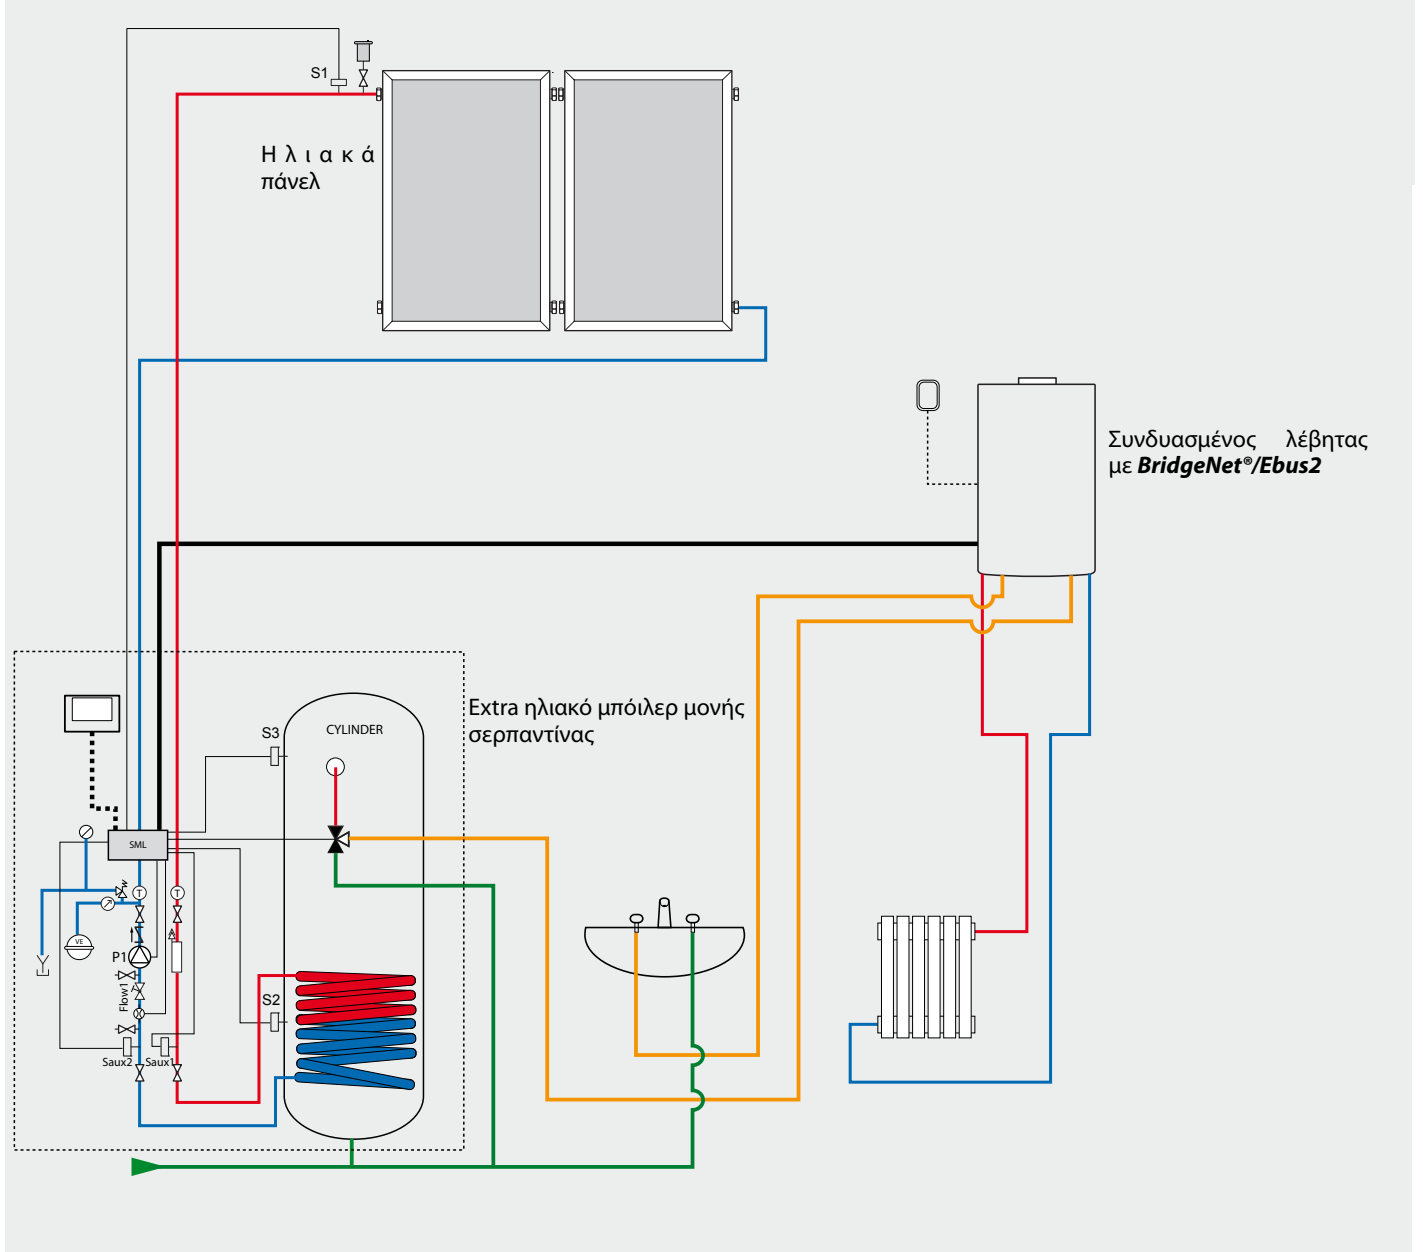 S1
Ηλιακά
πάνελ
Συνδυασμένος λέβητας
με BridgeNet®/Ebus2
Extra ηλιακό μπόιλερ μονής
σερπαντίνας
S3
CYLINDER
SML
T
T
VE
P1
Flow1
S2
Saux2
Saux1